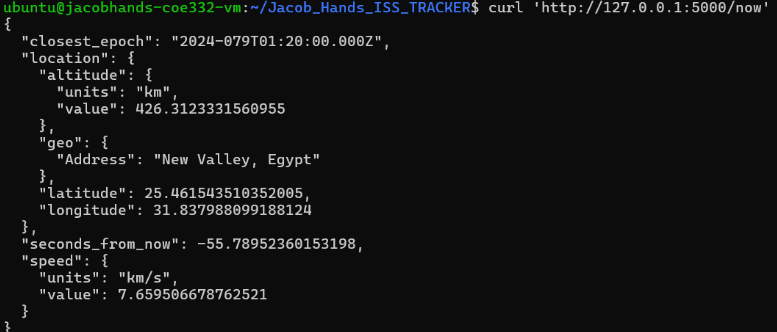 ubuntu@jacobhands-coe332-vm:~/Jacob_Hands_ISS_TRACKER$ curl 'http://127.0.0.1:5000/now'
{
  "closest_epoch": "2024-079T01:20:00.000Z",
  "location": {
    "altitude": {
      "units": "km",
      "value": 426.3123331560955
    },
    "geo": {
      "Address": "New Valley, Egypt"
    },
    "latitude": 25.461543510352005,
    "longitude": 31.837988099188124
  },
  "seconds_from_now": -55.78952360153198,
  "speed": {
    "units": "km/s",
    "value": 7.659506678762521
  }
}